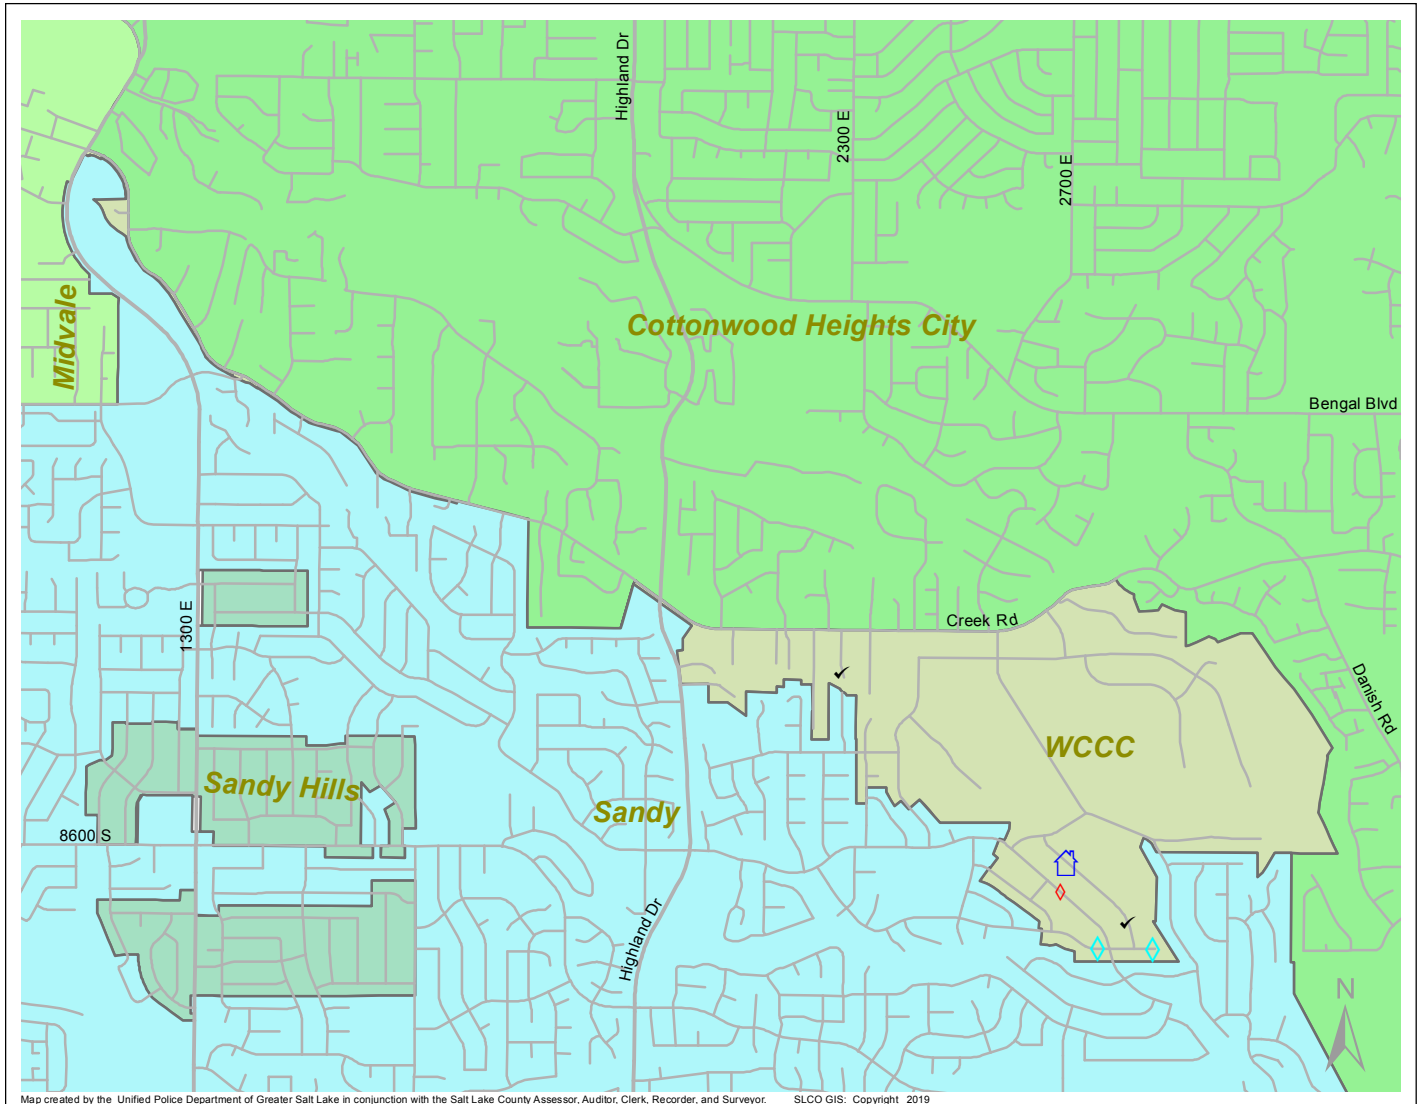 Highland Dr
2300 E
2700 E
Midvale
Cottonwood Heights City
Bengal Blvd
1300 E
Creek Rd
Danish Rd
WCCC
Sandy Hills
Sandy
8600 S
Highland Dr
N
Map created by the Unified Police Department of Greater Salt Lake in conjunction with the Salt Lake County Assessor, Auditor, Clerk, Recorder, and Surveyor. SLCO GIS: Copyright 2019